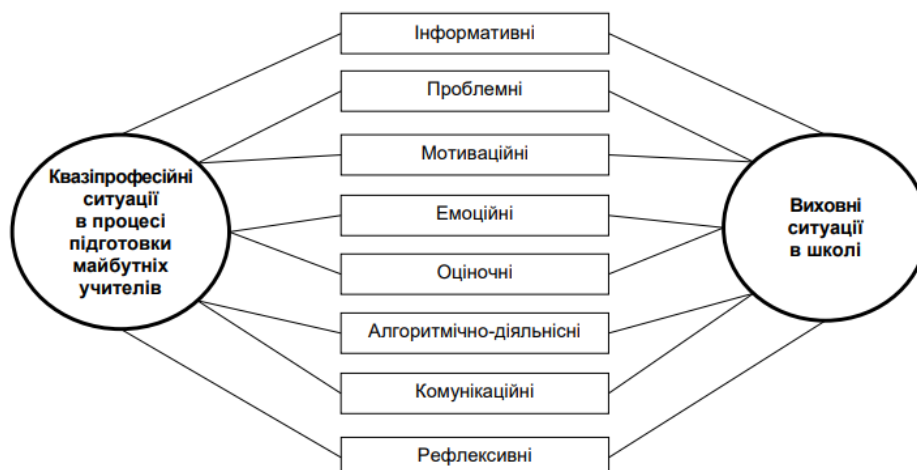 Інформативні
Проблемні
Мотиваційні
Емоційні
Оціночні
Алгоритмічно-діяльнісні
Комунікаційні
Рефлексивні
Квазіпрофесійні
ситуації
в процесі
підготовки
майбутніх
учителів
Виховні
ситуації
в школі